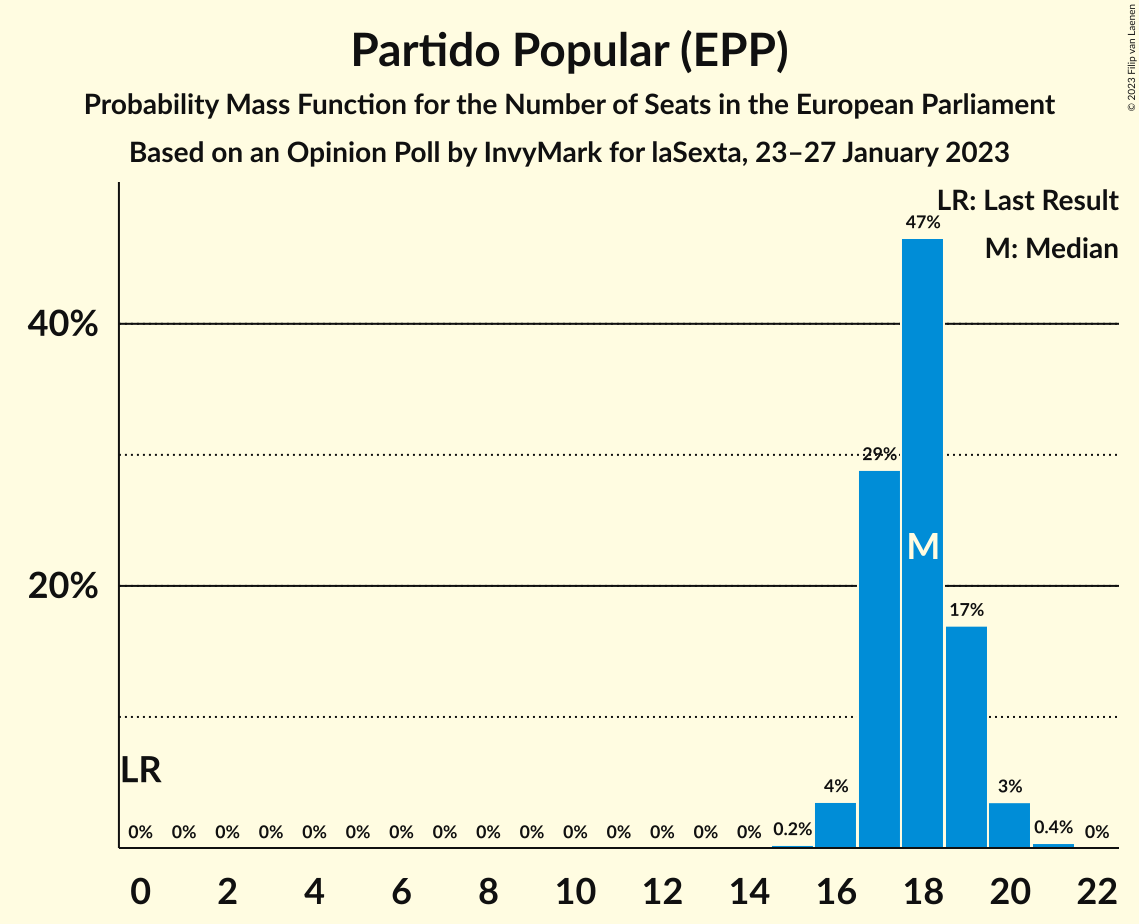 Partido Popular (EPP)
Probability Mass Function for the Number of Seats in the European Parliament
Based on an Opinion Poll by InvyMark for laSexta, 23–27 January 2023
© 2023 Filip van Laenen
LR: Last Result
M: Median
40%
20%
47%
29%
M
17%
LR
4%
3%
0% 0% 0% 0% 0% 0% 0% 0% 0% 0% 0% 0% 0% 0% 0% 0.2% 0.4% 0%
0 2 4 6 8 10 12 14 16 18 20 22